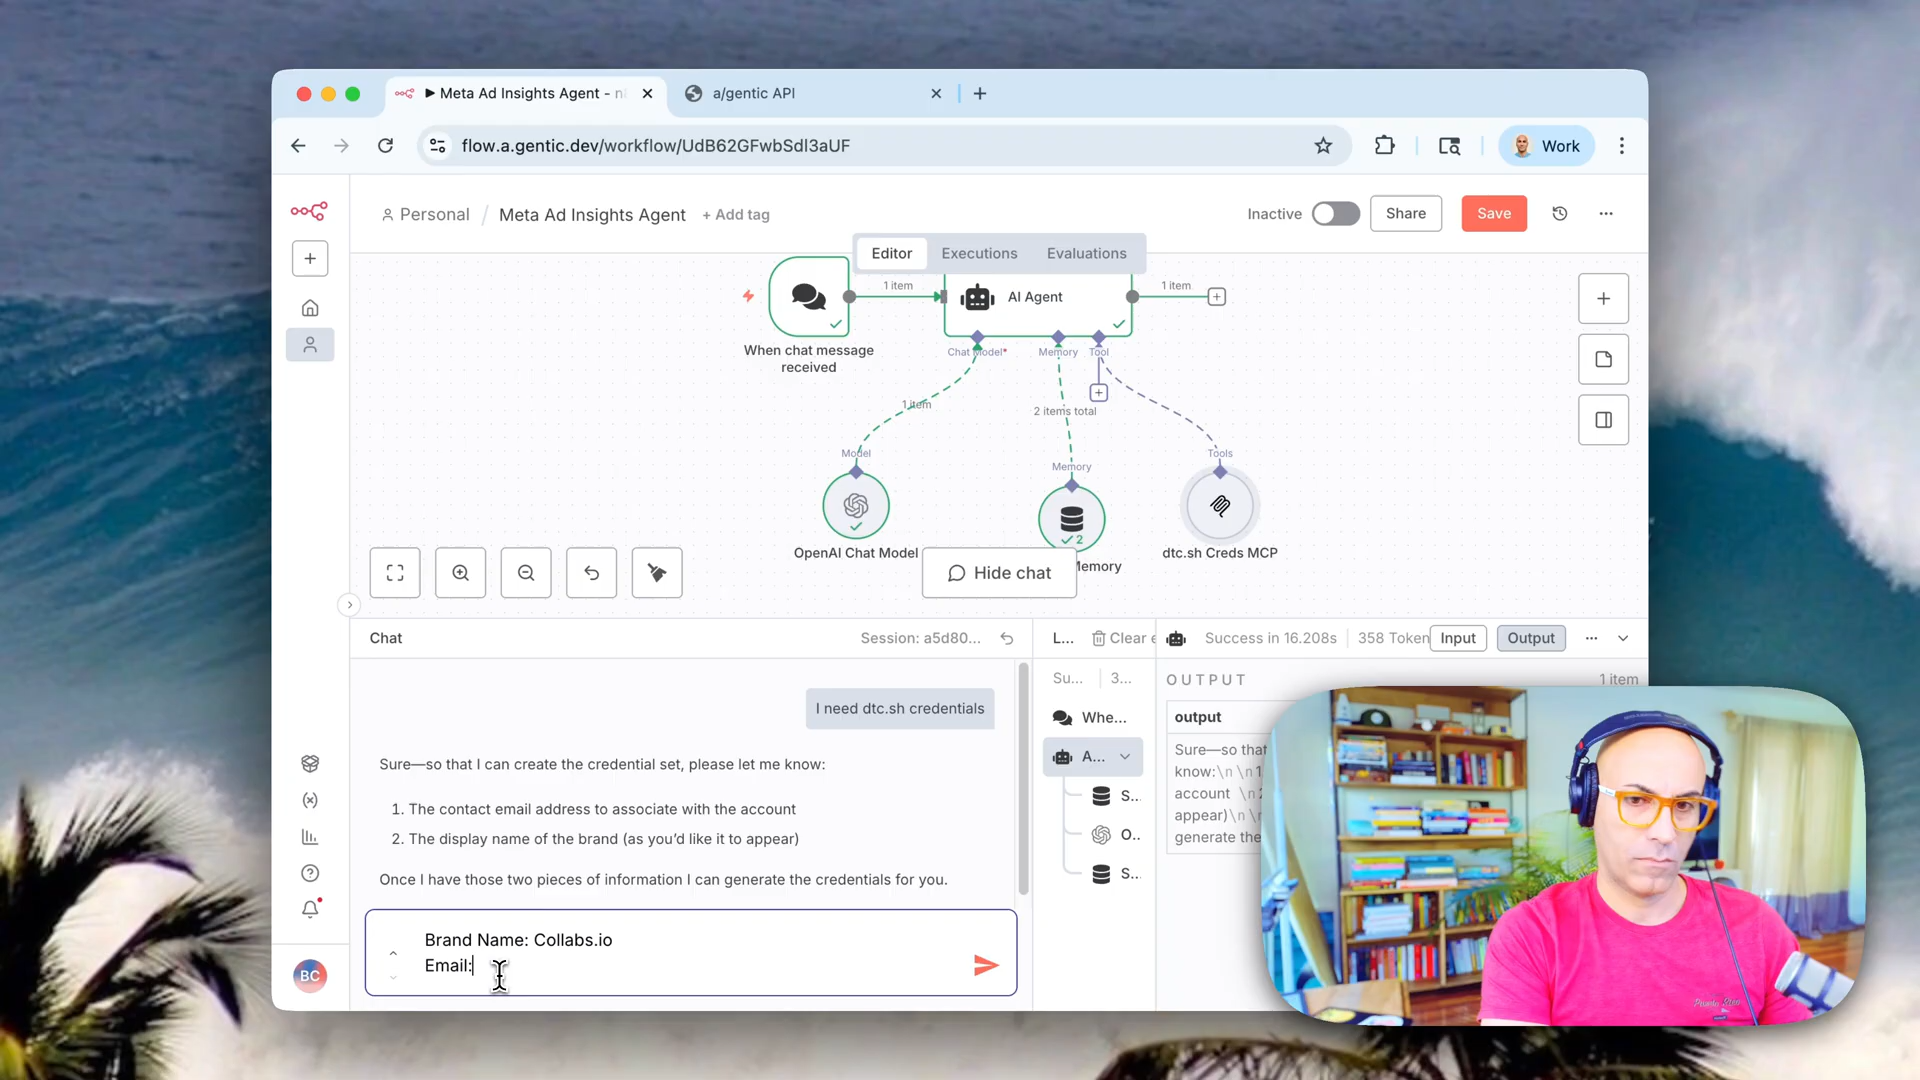 Meta Ad Insights Agent - n
a/gentic API
flow.a.gentic.dev/workflow/UdB62GFwbSdl3aUF
Work
Personal / Meta Ad Insights Agent + Add tag
Inactive
Share
Save
Editor
Executions
Evaluations
1 item
AI Agent
1 item
When chat message
received
Chat Model*
Memory
Tool
1 item
2 items total
Model
Memory
Tools
2
OpenAI Chat Model
Memory
dtc.sh Creds MCP
Hide chat
Chat
Session: a5d80...
L...
Clear e
Success in 16.208s
358 Token
Input
Output
I need dtc.sh credentials
Sure—so that I can create the credential set, please let me know:
1. The contact email address to associate with the account
2. The display name of the brand (as you’d like it to appear)
Once I have those two pieces of information I can generate the credentials for you.
Su...
3...
Whe...
A...
S..
O..
S..
OUTPUT
1 item
output
Sure—so that
know:\n\n1
account \n2
appear)\n\n
generate the
Brand Name: Collabs.io
Email:
BC